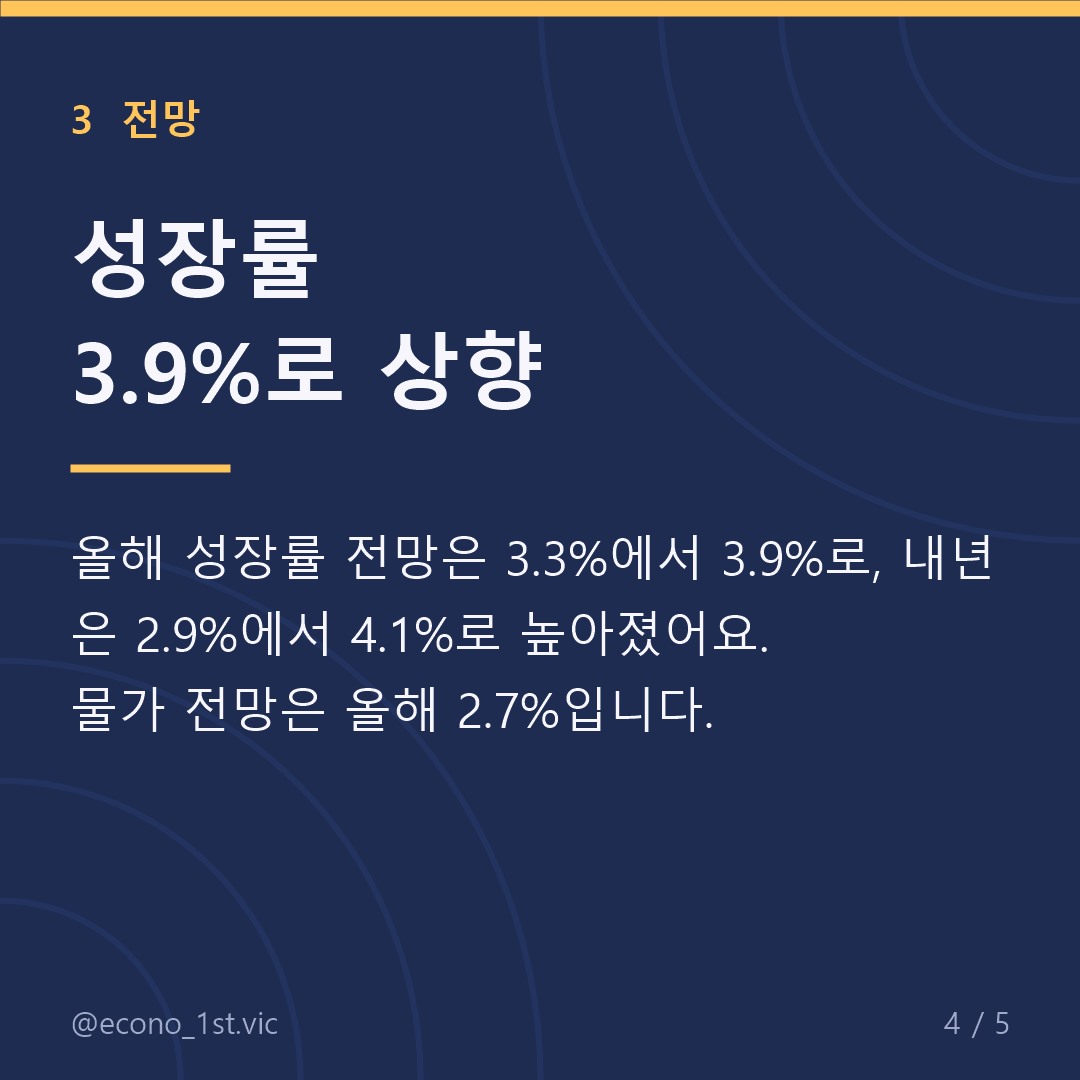 3 전망
성장률
3.9%로 상향
올해 성장률 전망은 3.3%에서 3.9%로, 내년
은 2.9%에서 4.1%로 높아졌어요.
물가 전망은 올해 2.7%입니다.
@econo_1st.vic
4 / 5